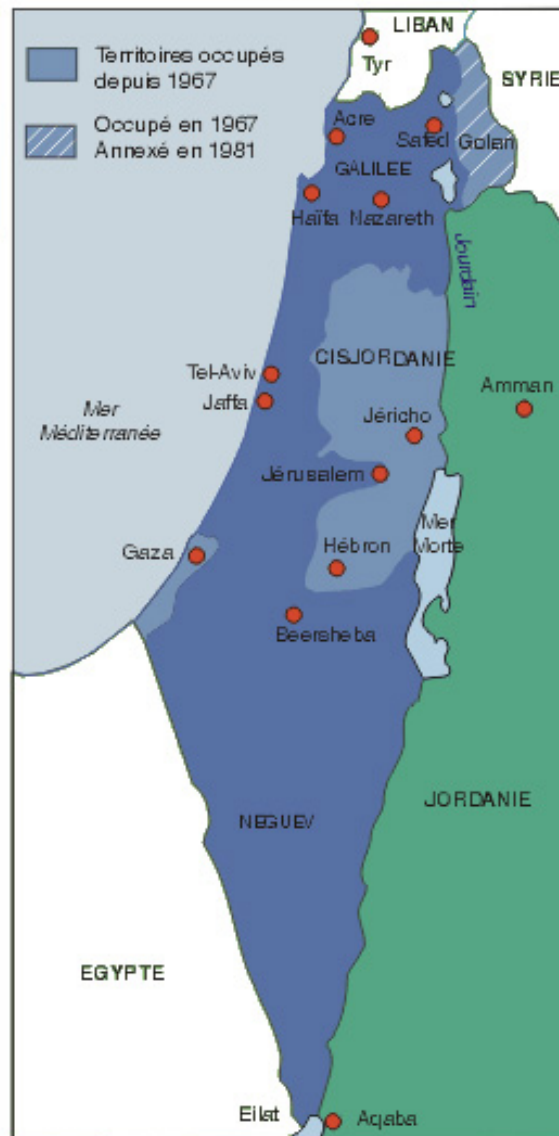 LIBAN
Territoires occupés
depuis 1967
Tyr
SYRIE
Occupé en 1967
Annexé en 1981
Acre
Safed
Golan
GALILEE
Haïfa
Nazareth
Jourdain
CISJORDANIE
Tel-Aviv
Jaffa
Amman
Mer
Méditerranée
Jéricho
Jérusalem
Mer
Morte
Gaza
Hébron
Beersheba
NEGUEV
JORDANIE
EGYPTE
Eilat
Aqaba